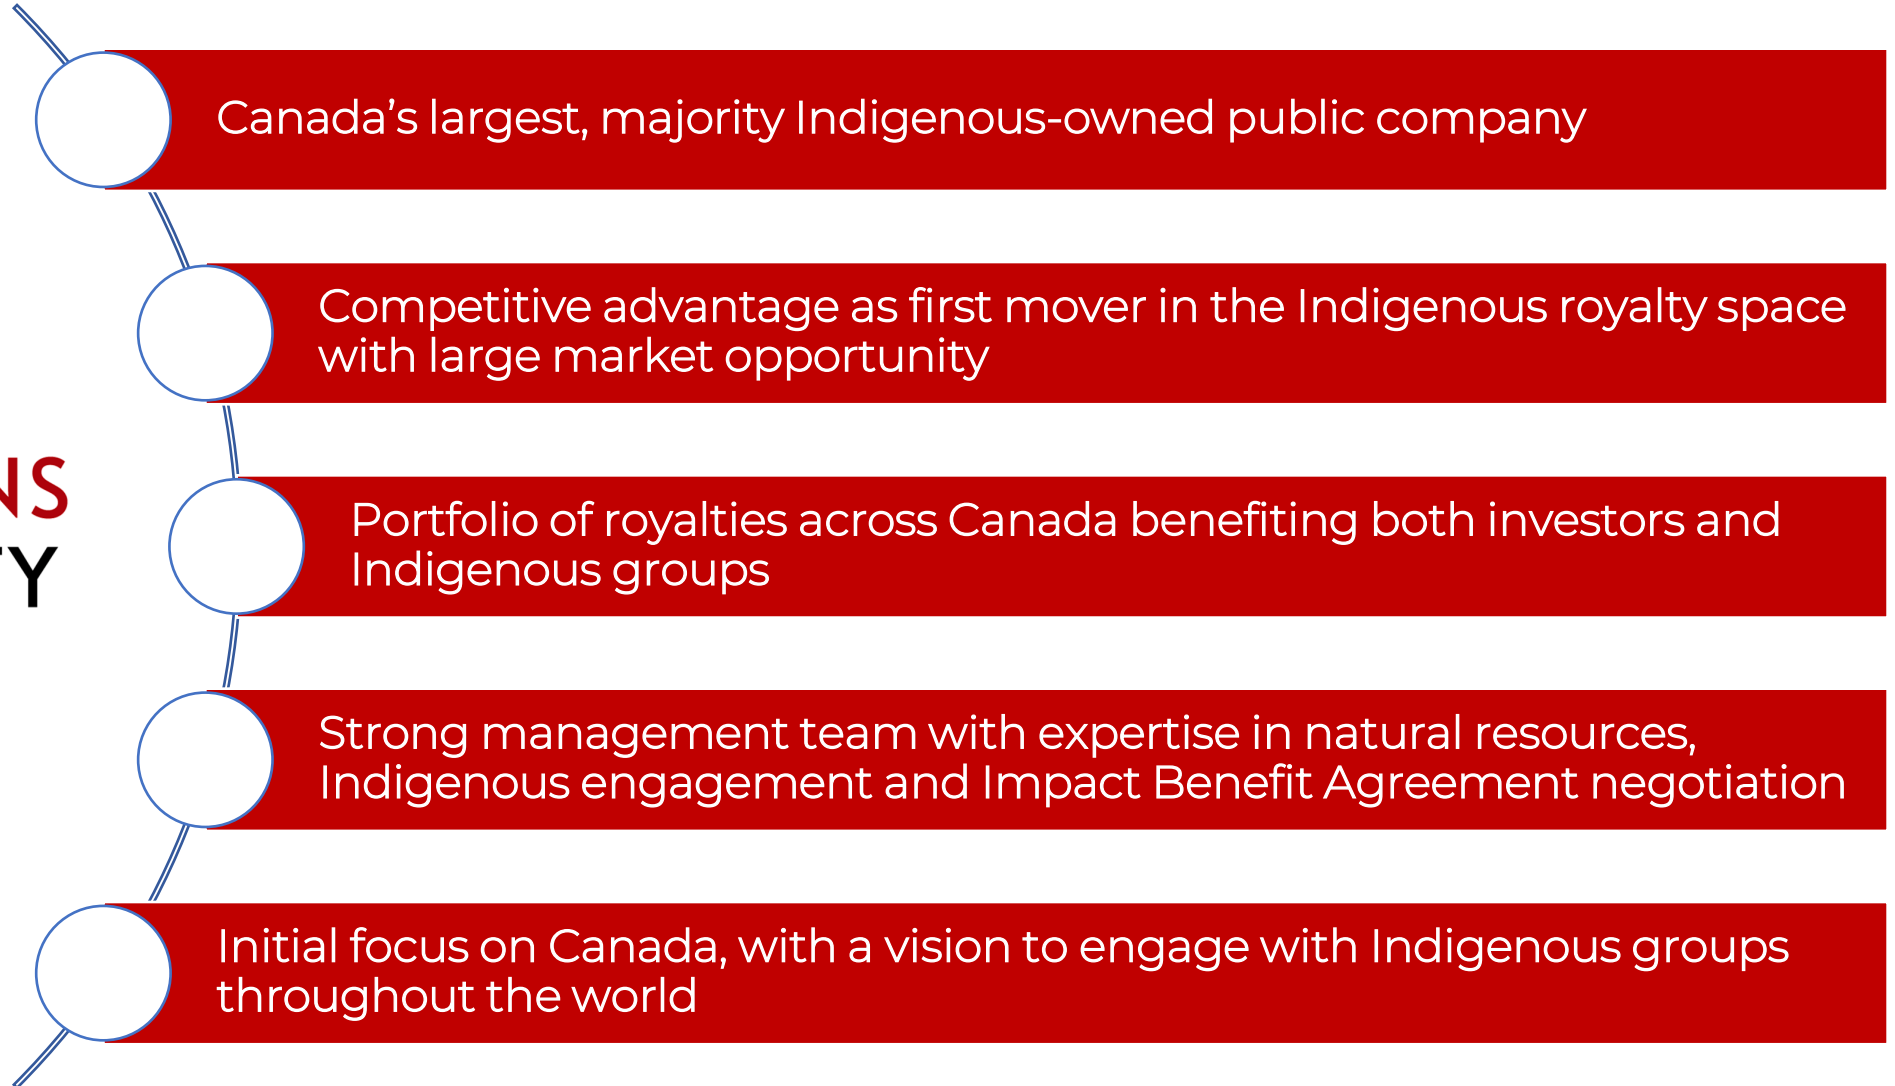 Canada’s largest, majority Indigenous-owned public company
Competitive advantage as first mover in the Indigenous royalty space
with large market opportunity
NS
Y
Portfolio of royalties across Canada benefiting both investors and
Indigenous groups
Strong management team with expertise in natural resources,
Indigenous engagement and Impact Benefit Agreement negotiation
Initial focus on Canada, with a vision to engage with Indigenous groups
throughout the world